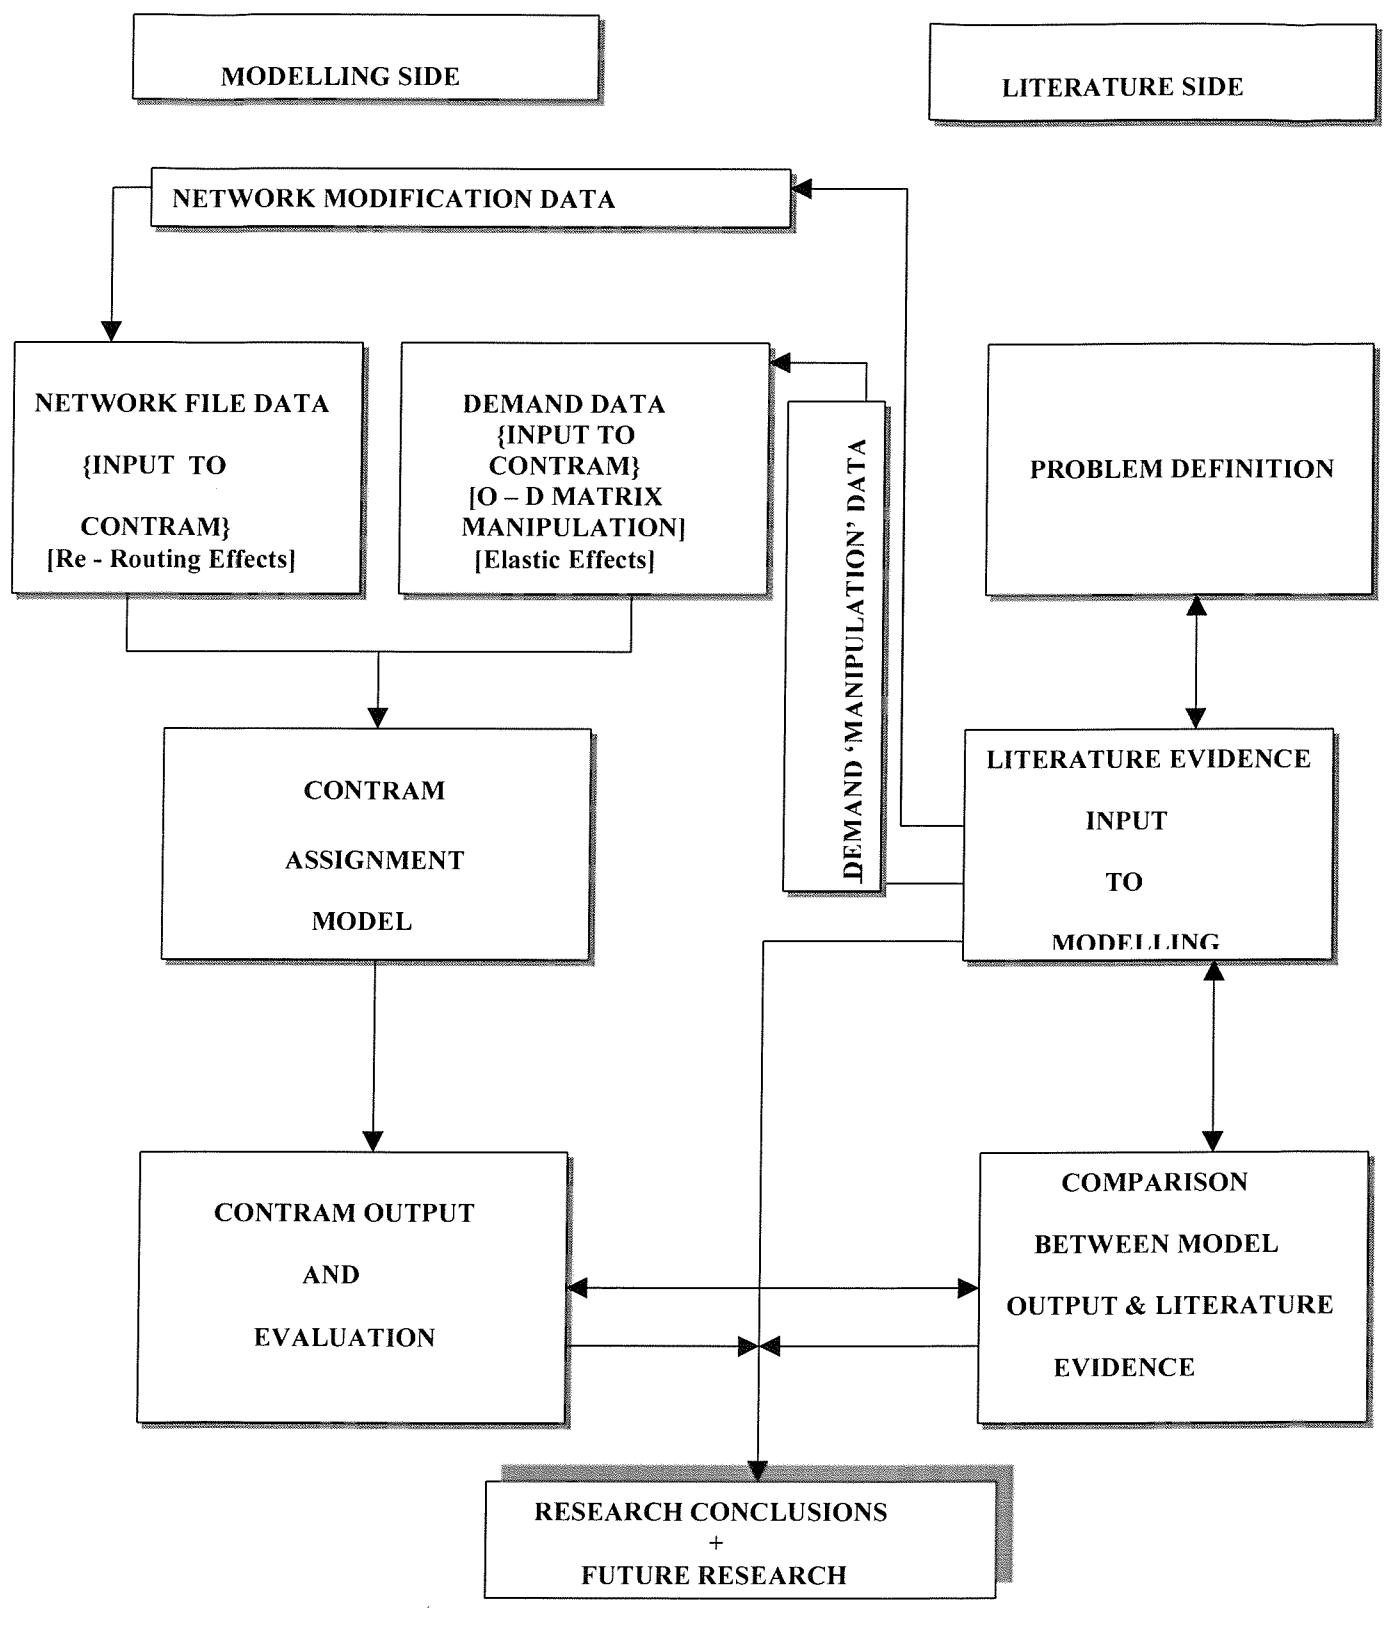 MODELLING SIDE
LITERATURE SIDE
NETWORK MODIFICATION DATA
NETWORK FILE DATA
{INPUT TO
CONTRAM}
[Re - Routing Effects]
DEMAND DATA
{INPUT TO
CONTRAM}
[O – D MATRIX
MANIPULATION]
[Elastic Effects]
DEMAND ‘MANIPULATION’ DATA
PROBLEM DEFINITION
CONTRAM
ASSIGNMENT
MODEL
LITERATURE EVIDENCE
INPUT
TO
MODELLING
CONTRAM OUTPUT
AND
EVALUATION
COMPARISON
BETWEEN MODEL
OUTPUT & LITERATURE
EVIDENCE
RESEARCH CONCLUSIONS
+
FUTURE RESEARCH